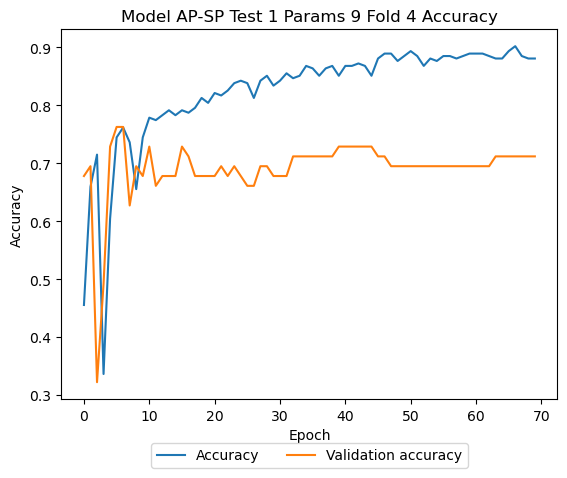 Model AP-SP Test 1 Params 9 Fold 4 Accuracy
0.9
0.8
0.7
0.6
0.5
0.4
0.3
Accuracy
0 10 20 30 40 50 60 70
Epoch
Accuracy Validation accuracy